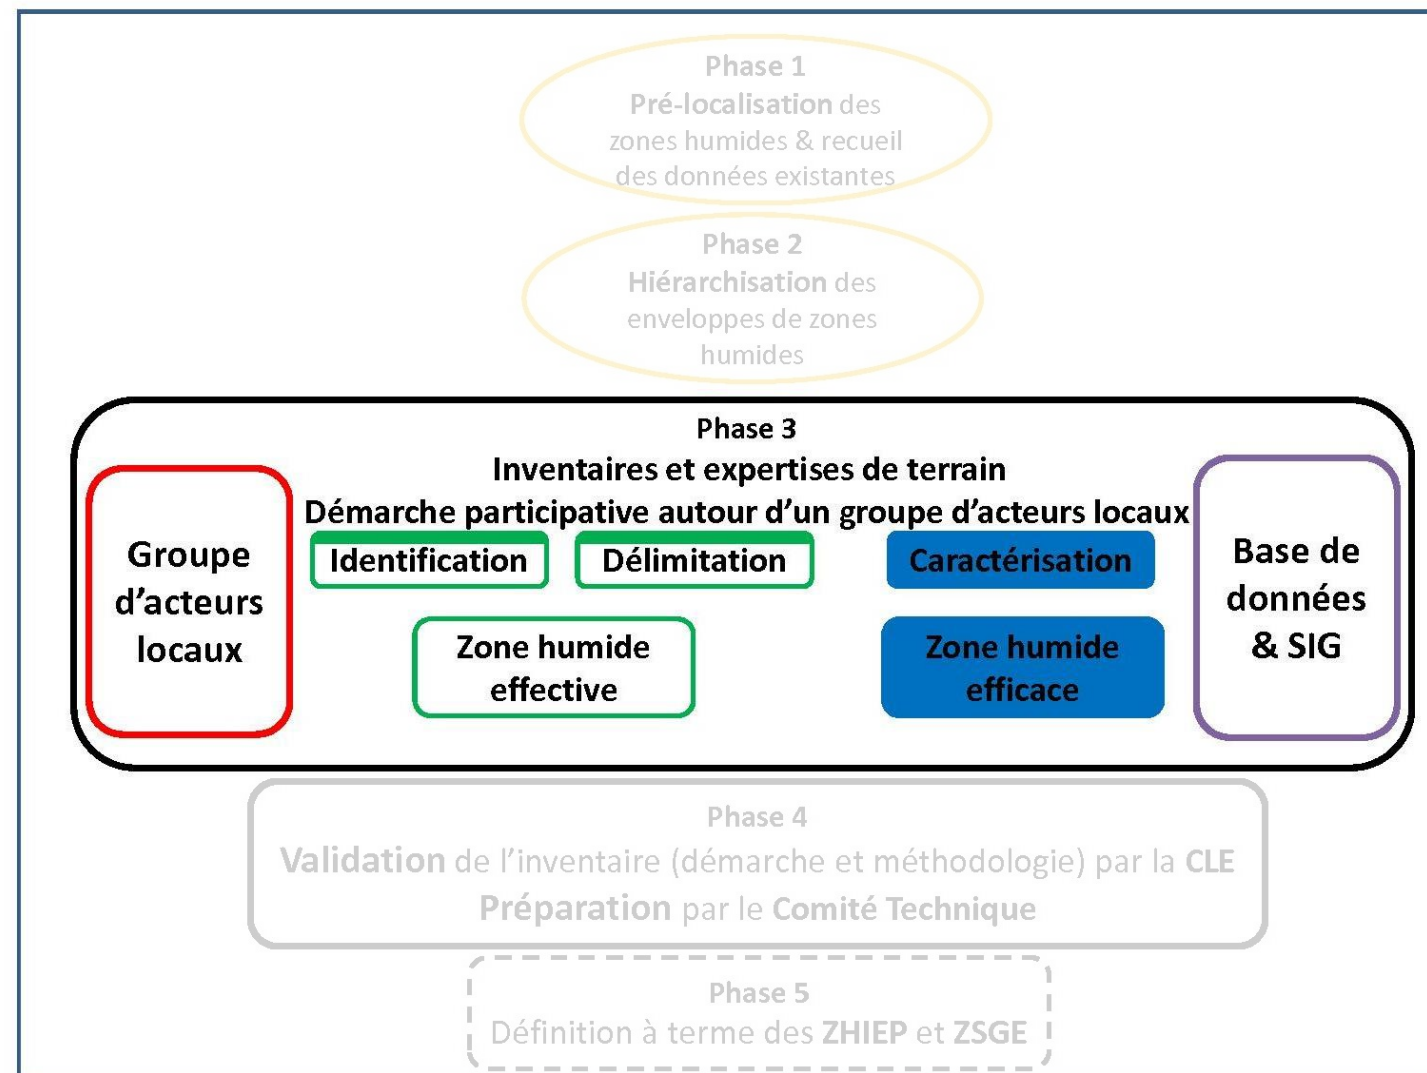 Phase 1
Pré-localisation des
zones humides & recueil
des données existantes
Phase 2
Hiérarchisation des
enveloppes de zones
humides
Phase 3
Inventaires et expertises de terrain
Démarche participative autour d’un groupe d’acteurs locaux
Groupe
d’acteurs
locaux
Identification
Délimitation
Caractérisation
Zone humide
effective
Zone humide
efficace
Base de
données
& SIG
Phase 4
Validation de l’inventaire (démarche et méthodologie) par la CLE
Préparation par le Comité Technique
Phase 5
Définition à terme des ZHIEP et ZSGE